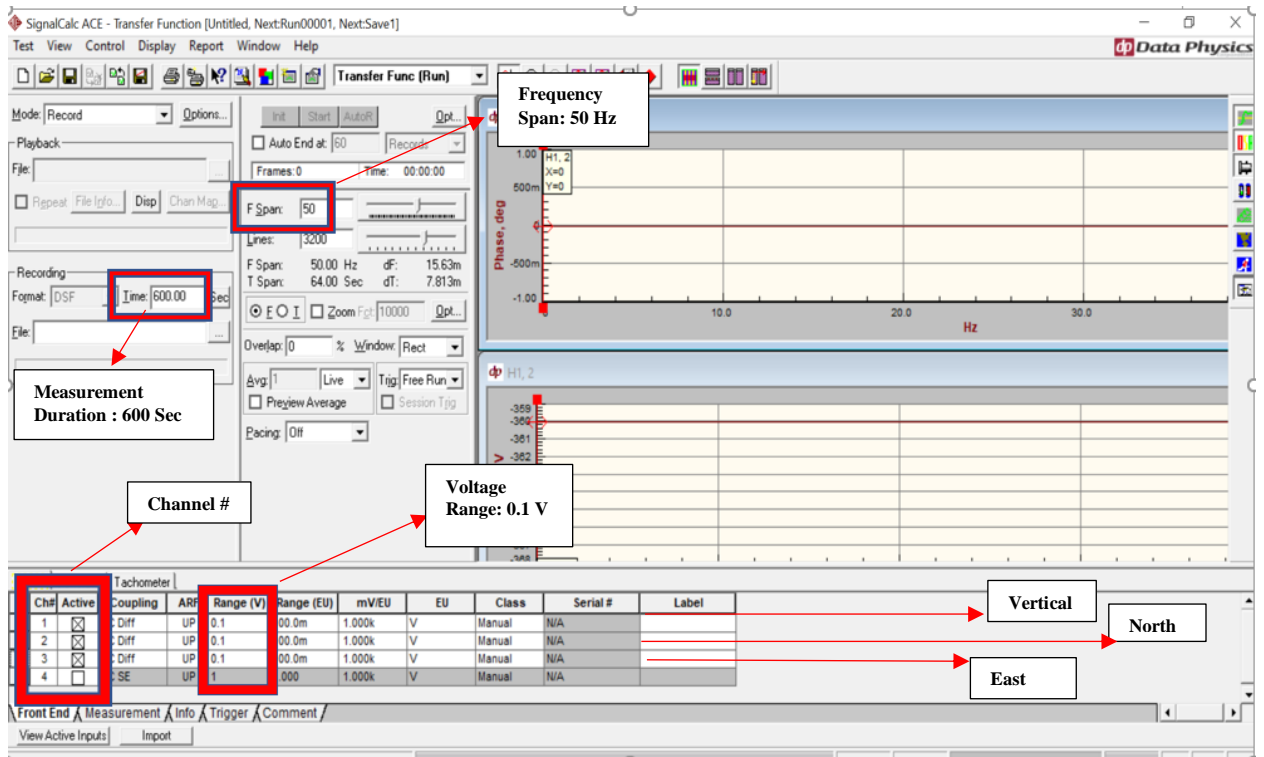 SignalCalc ACE - Transfer Function [Untitled, Next:Run00001, Next:Save1]
Test View Control Display Report Window Help
dp Data Physics
Transfer Func (Run)
Mode: Record Options...
Playback
File: ...
Repeat File Info... Disp Chan Map...
Recording
Format: DSF Time: 600.00 Sec
File: ...
Measurement
Duration : 600 Sec
Init Start AutoR Opt...
Auto End at: 60 Records
Frames: 0 Time: 00:00:00
F Span: 50
Lines: 3200
F Span: 50.00 Hz dF: 15.63m
T Span: 64.00 Sec dT: 7.813m
F T Zoom Fct: 10000 Opt...
Overlap: 0 % Window: Rect
Avg: 1 Live Trig: Free Run
Preview Average Session Trig
Pacing: Off
Frequency
Span: 50 Hz
1.00
500m
0
-500m
-1.00
Phase, deg
H1, 2
X=0
Y=0
10.0 20.0 30.0
Hz
dp H1, 2
-359
-360
-361
-362
V
-368
Voltage
Range: 0.1 V
Channel #
Tachometer
Ch# Active Coupling Range (V) Range (EU) mV/EU EU Class Serial # Label
1 Diff UP 0.1 00.0m 1.000k V Manual N/A
2 Diff UP 0.1 00.0m 1.000k V Manual N/A
3 Diff UP 0.1 00.0m 1.000k V Manual N/A
4 SE UP 1 .000 1.000k V Manual N/A
Vertical
North
East
Front End Measurement Info Trigger Comment
View Active Inputs Import